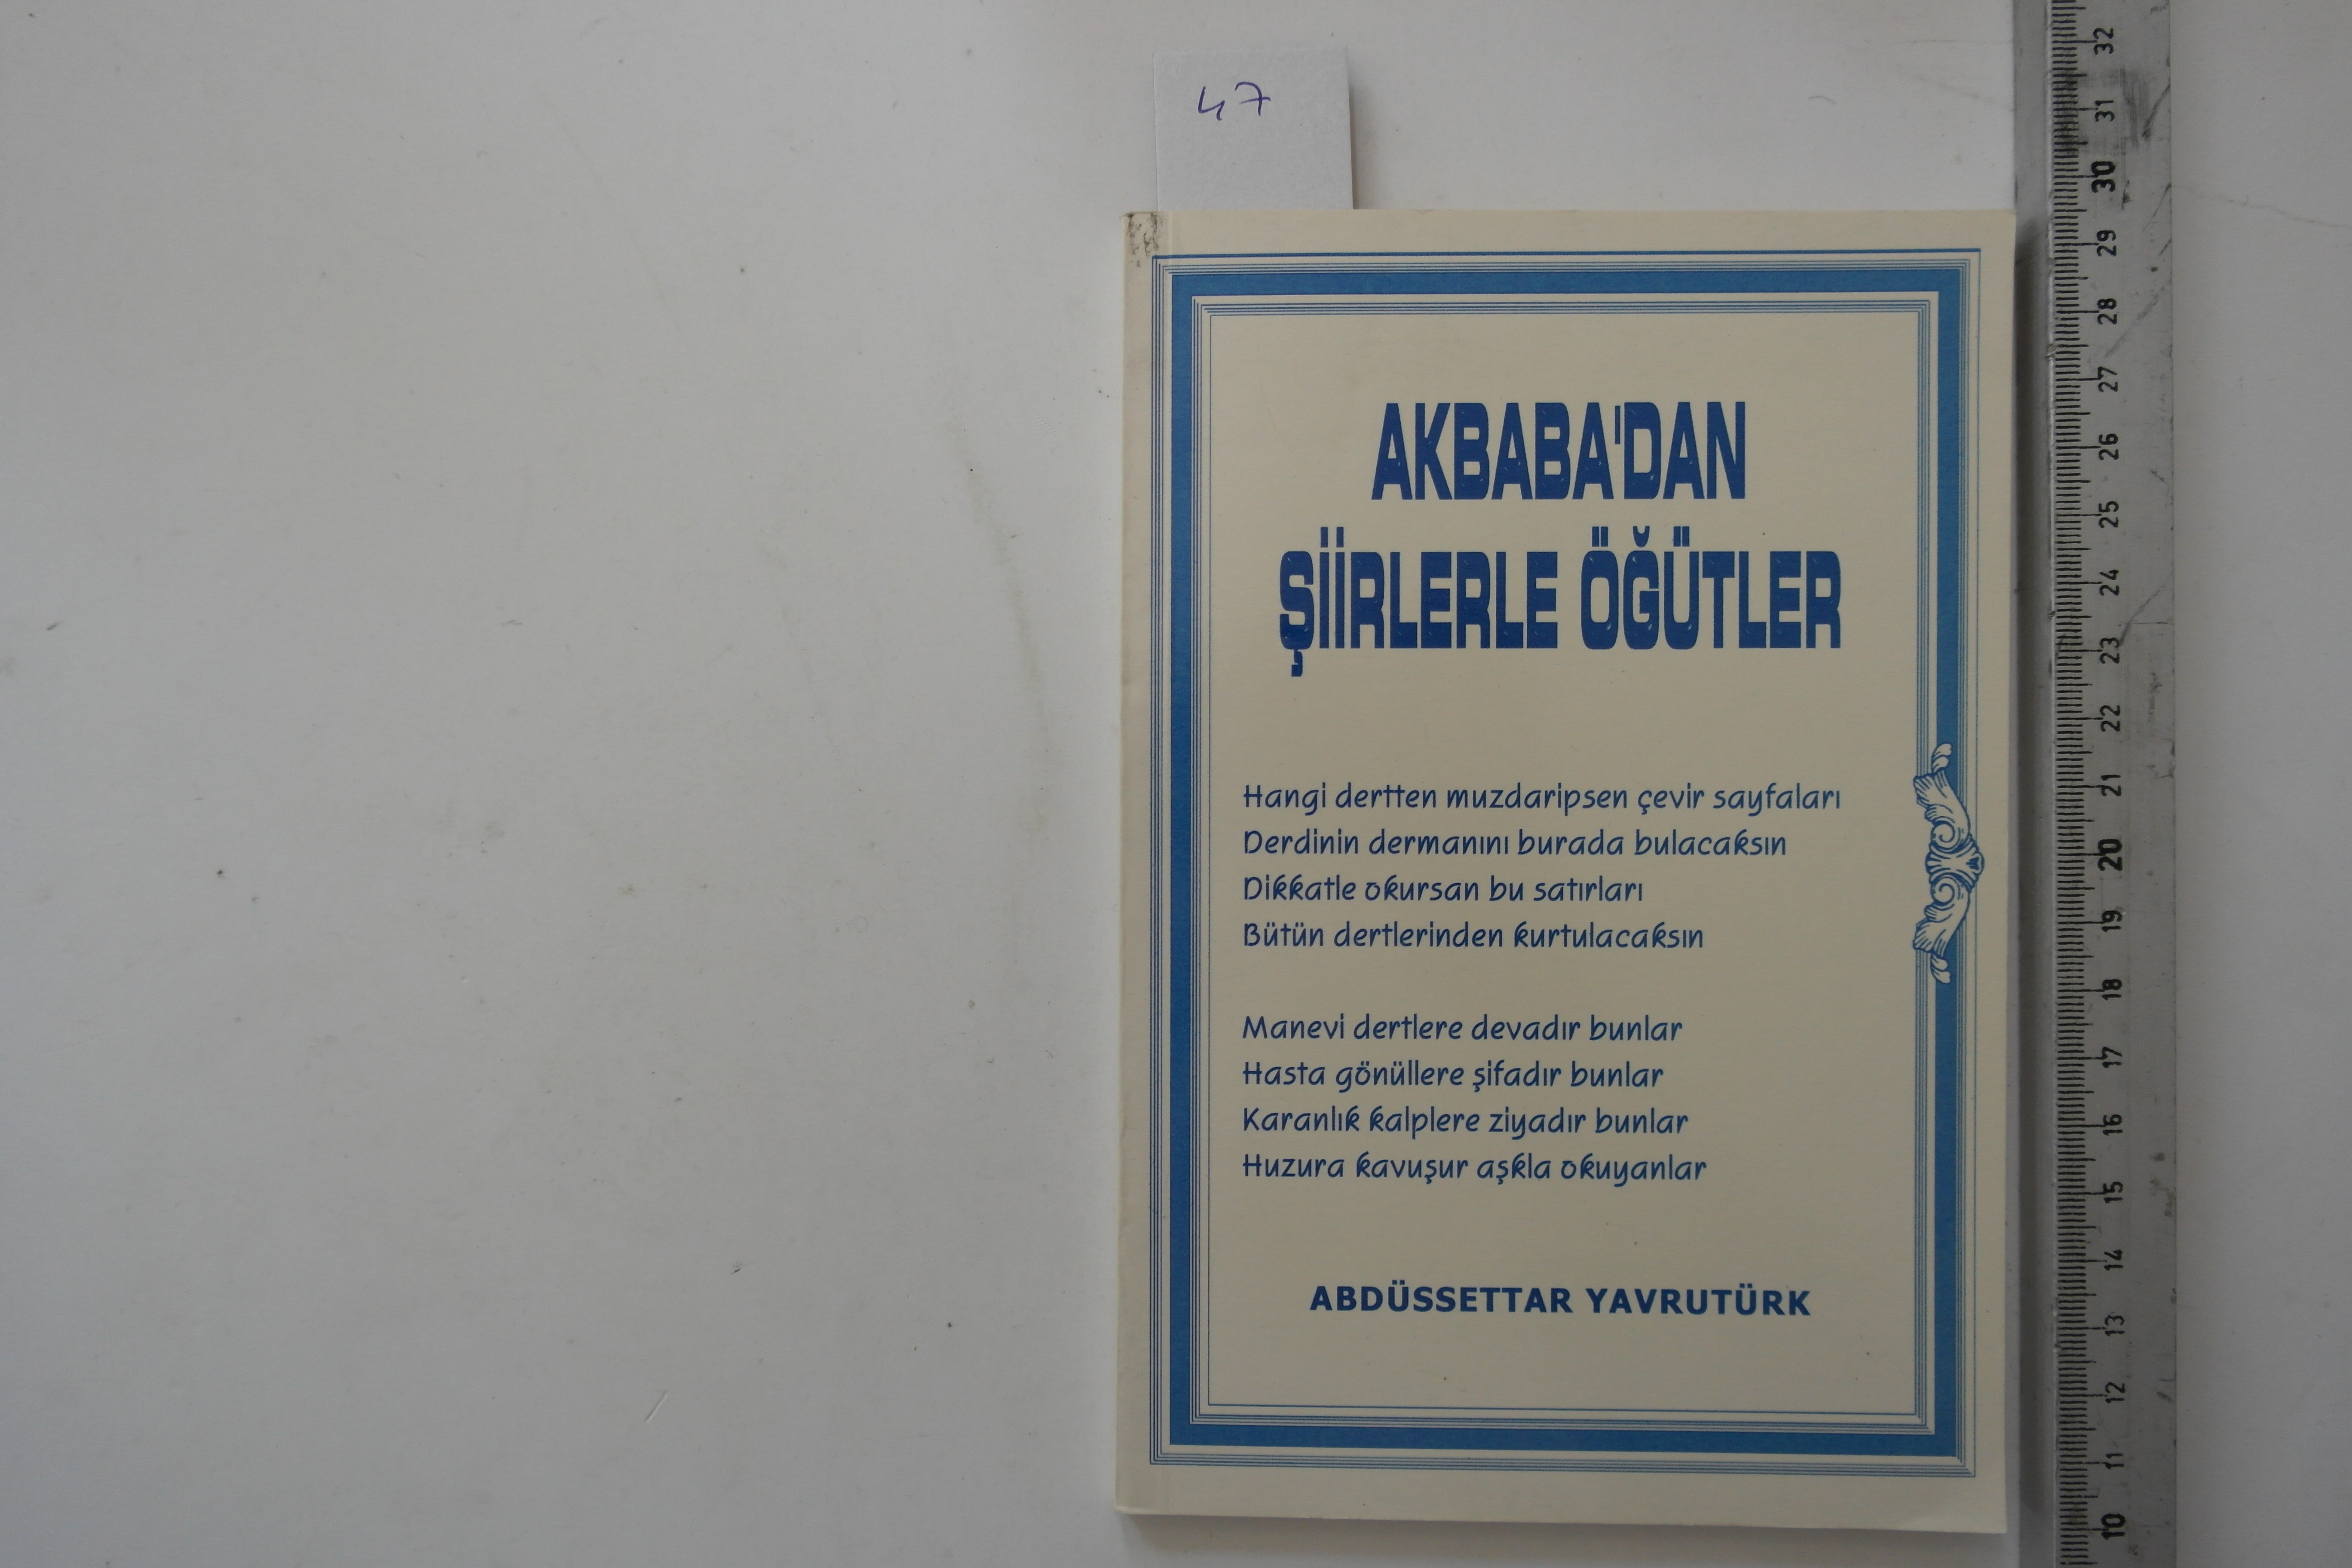 47
AKBABA'DAN
ŞİİRLERLE ÖĞÜTLER
Hangi dertten muzdaripsen çevir sayfaları
Derdinin dermanını burada bulacaksın
Dikkatle okursan bu satırları
Bütün dertlerinden kurtulacaksın
Manevi dertlere devadır bunlar
Hasta gönüllere şifadır bunlar
Karanlık kalplere ziyadır bunlar
Huzura kavuşur aşkla okuyanlar
ABDÜSSETTAR YAVRUTÜRK
32
31
30
29
28
27
26
25
24
23
22
21
20
19
18
17
16
15
14
13
12
11
10